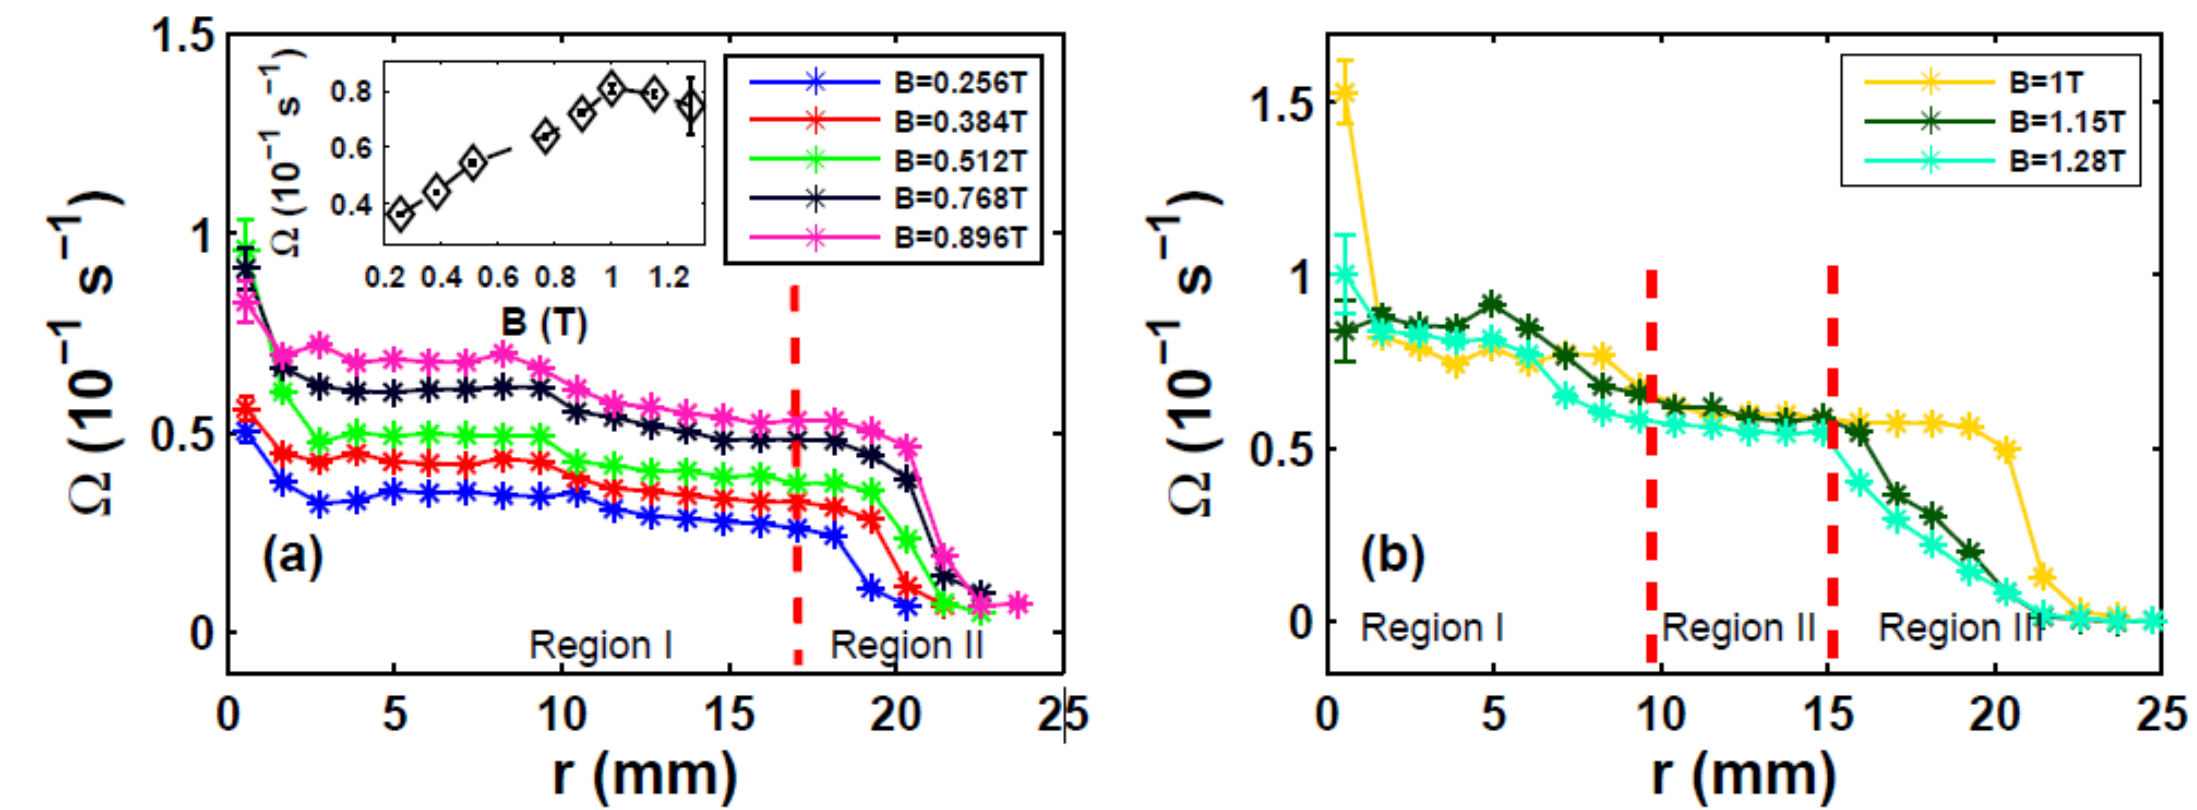 1.5
1
0.5
0
Ω (10⁻¹ s⁻¹)
0.8
0.6
0.4
Ω (10⁻¹ s⁻¹)
0.2 0.4 0.6 0.8 1 1.2
B (T)
B=0.256T
B=0.384T
B=0.512T
B=0.768T
B=0.896T
(a)
Region I
Region II
0 5 10 15 20 25
r (mm)
1.5
1
0.5
0
Ω (10⁻¹ s⁻¹)
B=1T
B=1.15T
B=1.28T
(b)
Region I
Region II
Region III
0 5 10 15 20 25
r (mm)